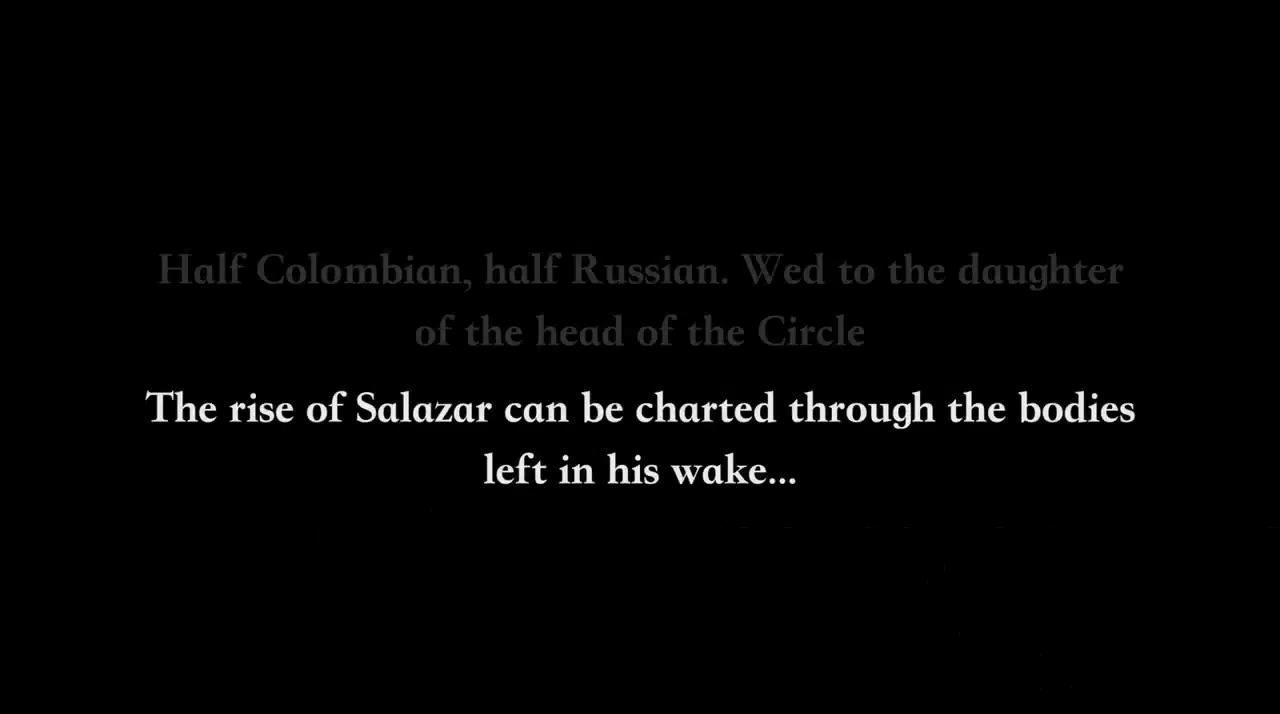 Half Colombian, half Russian. Wed to the daughter
of the head of the Circle
The rise of Salazar can be charted through the bodies
left in his wake...